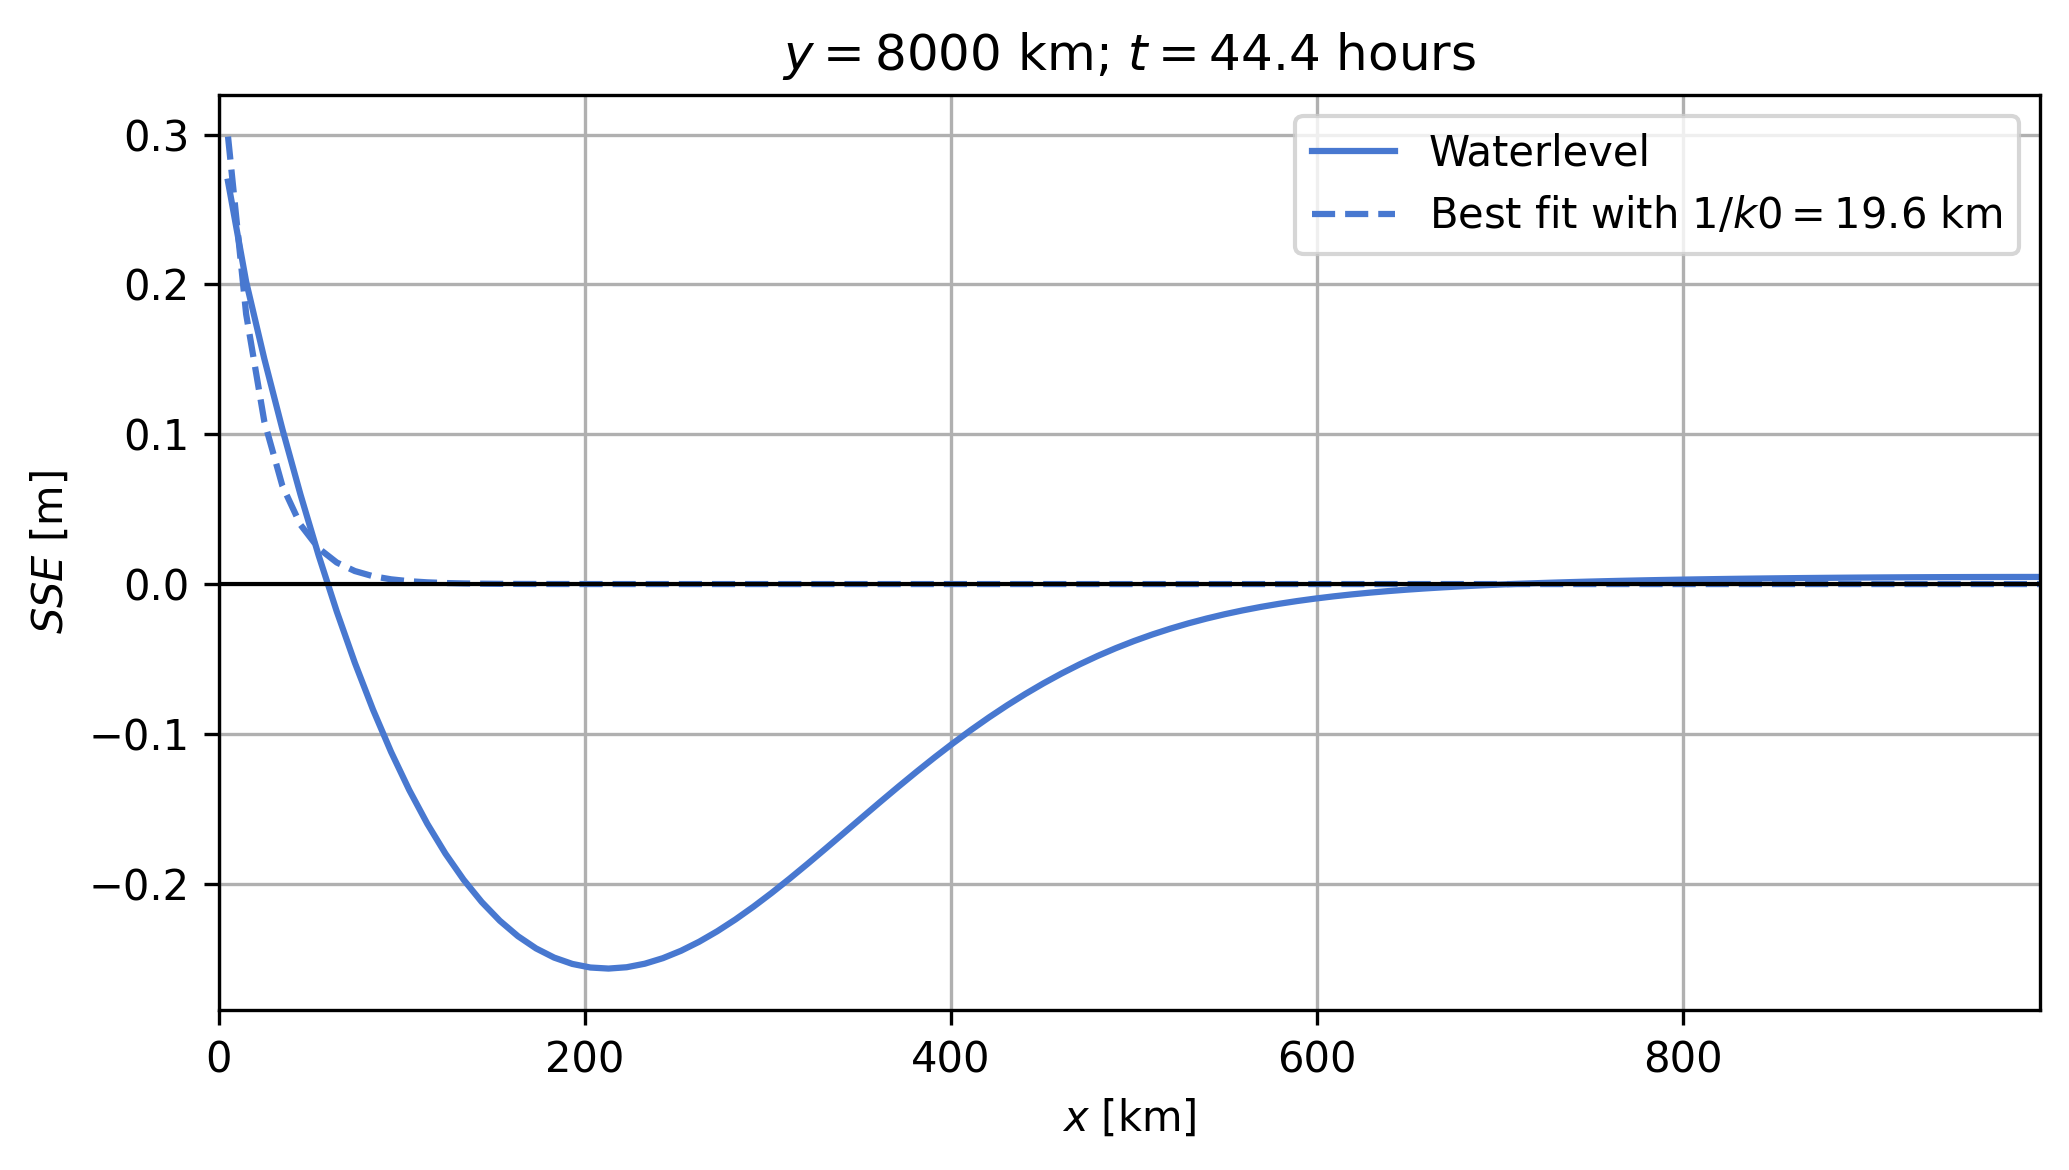 y = 8000 km; t = 44.4 hours
Waterlevel
Best fit with 1/k0 = 19.6 km
SSE [m]
0.3
0.2
0.1
0.0
−0.1
−0.2
0 200 400 600 800
x [km]